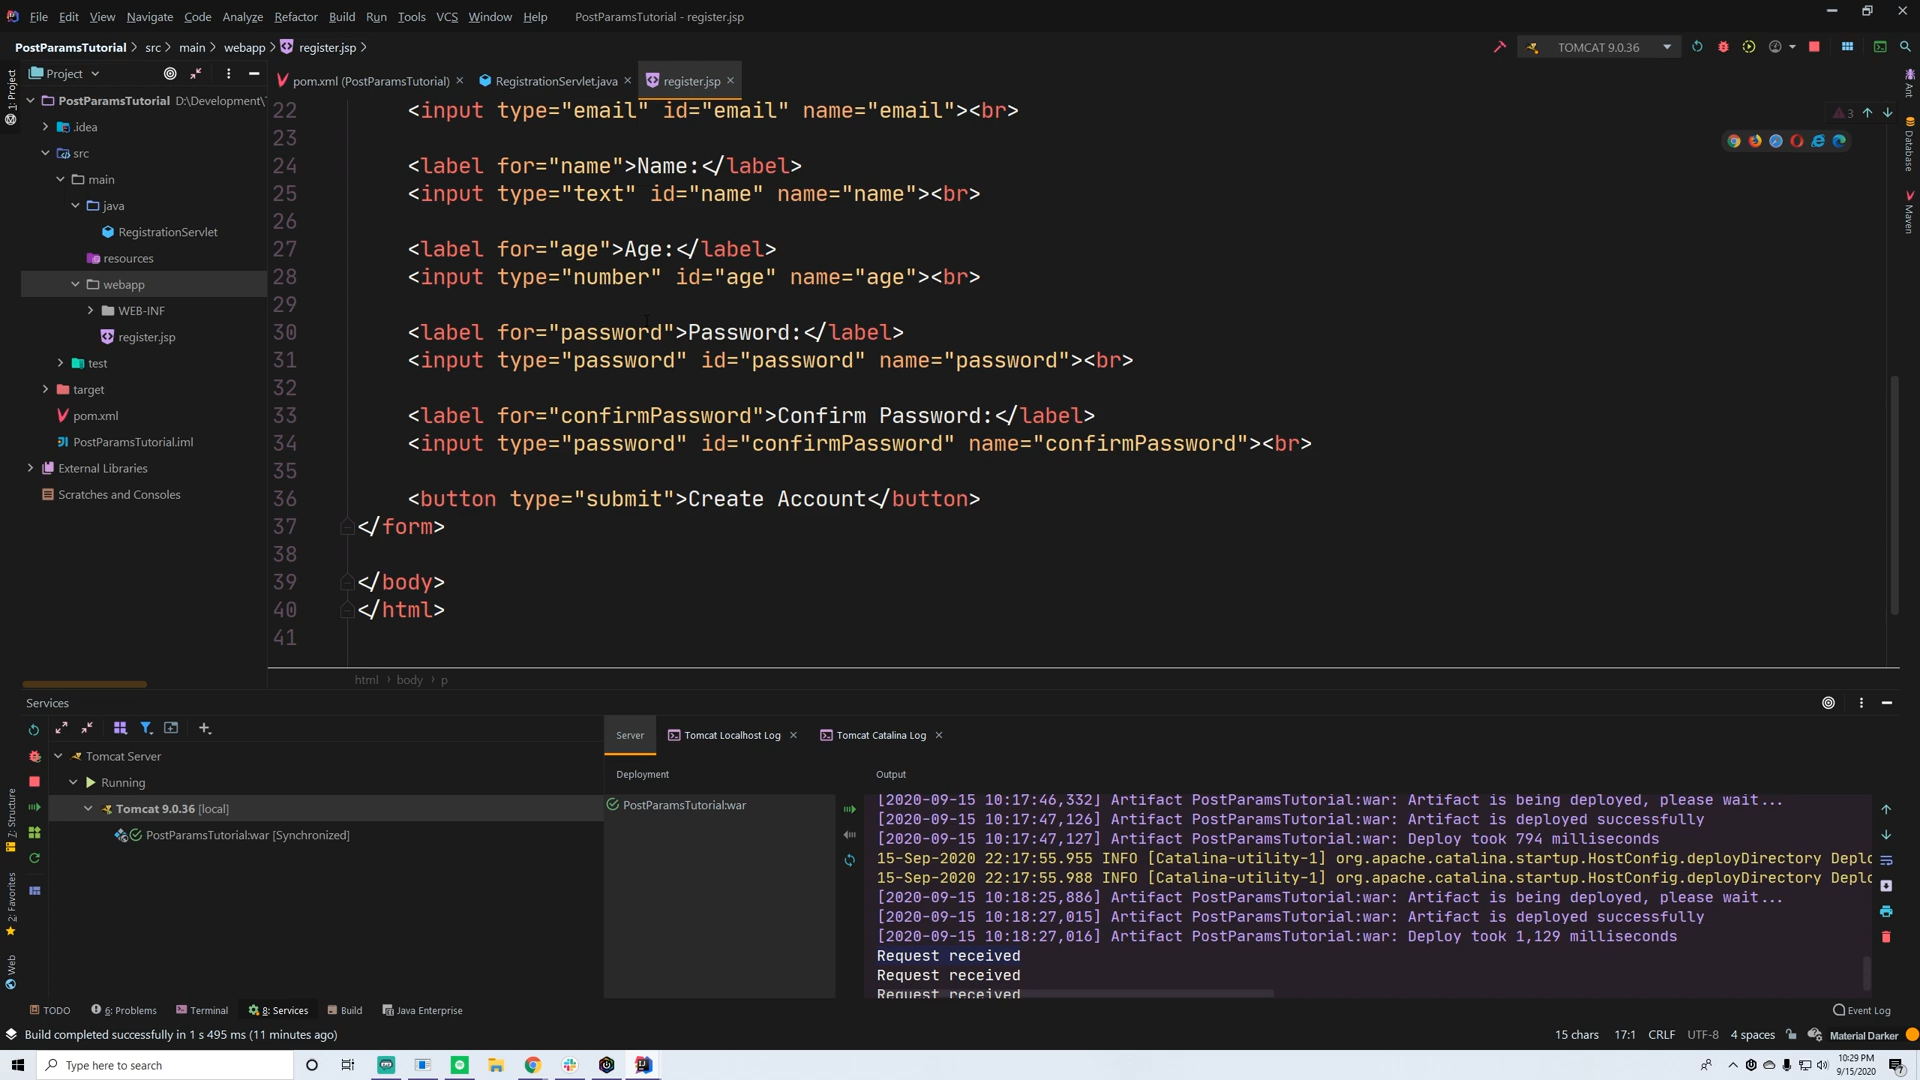 File Edit View Navigate Code Analyze Refactor Build Run Tools VCS Window Help PostParamsTutorial - register.jsp
PostParamsTutorial src main webapp register.jsp
TOMCAT 9.0.36
1: Project
Project
pom.xml (PostParamsTutorial) RegistrationServlet.java register.jsp
PostParamsTutorial D:\Development\
.idea
src
main
java
RegistrationServlet
resources
webapp
WEB-INF
register.jsp
test
target
pom.xml
PostParamsTutorial.iml
External Libraries
Scratches and Consoles
22 <input type="email" id="email" name="email"><br>
23
24 <label for="name">Name:</label>
25 <input type="text" id="name" name="name"><br>
26
27 <label for="age">Age:</label>
28 <input type="number" id="age" name="age"><br>
29
30 <label for="password">Password:</label>
31 <input type="password" id="password" name="password"><br>
32
33 <label for="confirmPassword">Confirm Password:</label>
34 <input type="password" id="confirmPassword" name="confirmPassword"><br>
35
36 <button type="submit">Create Account</button>
37 </form>
38
39 </body>
40 </html>
41
3
Ant
Database
Maven
html body p
Services
Tomcat Server
Running
Tomcat 9.0.36 [local]
PostParamsTutorial:war [Synchronized]
Server Tomcat Localhost Log Tomcat Catalina Log
Deployment Output
PostParamsTutorial:war
[2020-09-15 10:17:46,332] Artifact PostParamsTutorial:war: Artifact is being deployed, please wait...
[2020-09-15 10:17:47,126] Artifact PostParamsTutorial:war: Artifact is deployed successfully
[2020-09-15 10:17:47,127] Artifact PostParamsTutorial:war: Deploy took 794 milliseconds
15-Sep-2020 22:17:55.955 INFO [Catalina-utility-1] org.apache.catalina.startup.HostConfig.deployDirectory Deplo
15-Sep-2020 22:17:55.988 INFO [Catalina-utility-1] org.apache.catalina.startup.HostConfig.deployDirectory Deplo
[2020-09-15 10:18:25,886] Artifact PostParamsTutorial:war: Artifact is being deployed, please wait...
[2020-09-15 10:18:27,015] Artifact PostParamsTutorial:war: Artifact is deployed successfully
[2020-09-15 10:18:27,016] Artifact PostParamsTutorial:war: Deploy took 1,129 milliseconds
Request received
Request received
Request received
7: Structure
2: Favorites
Web
TODO 6: Problems Terminal 8: Services Build Java Enterprise Event Log
Build completed successfully in 1 s 495 ms (11 minutes ago) 15 chars 17:1 CRLF UTF-8 4 spaces Material Darker
Type here to search
10:29 PM
9/15/2020